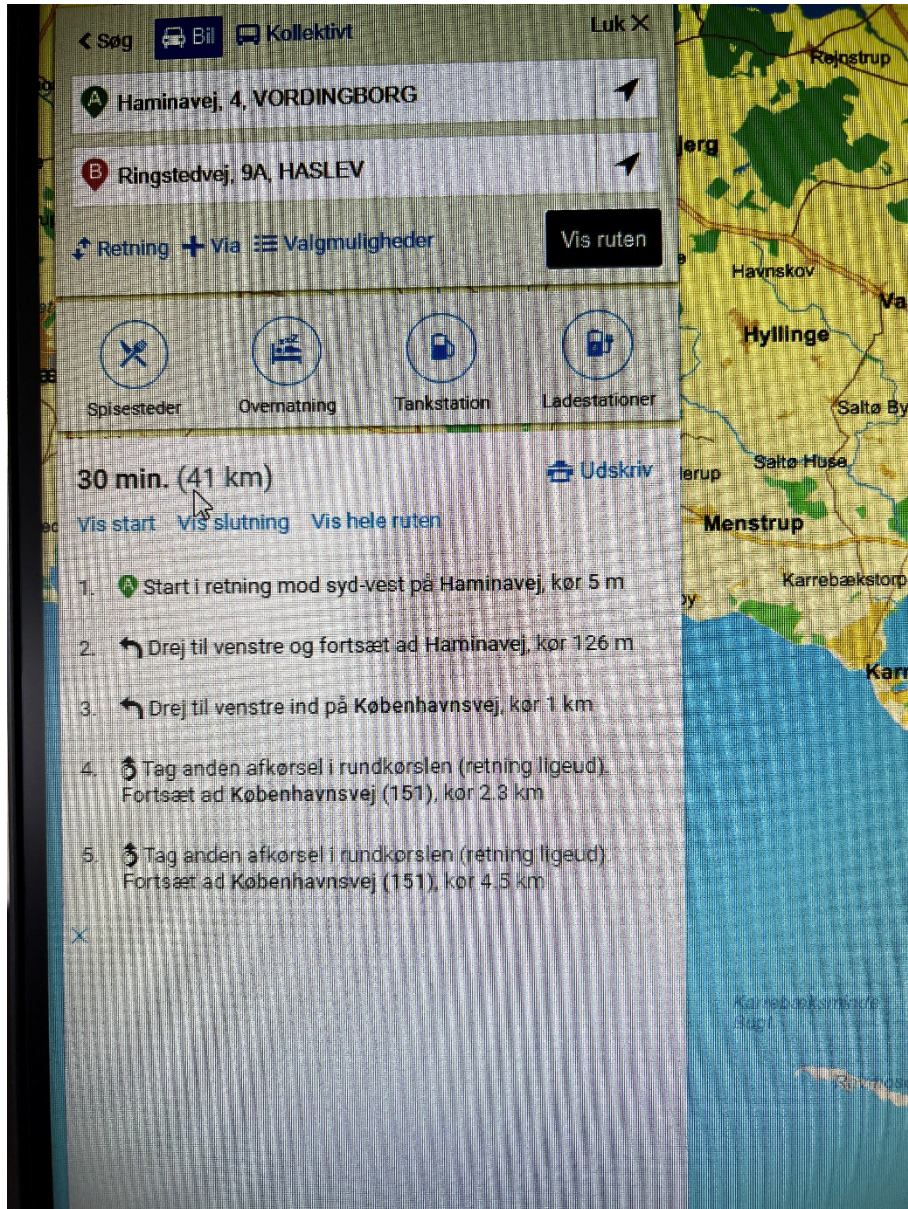 < Søg Bil Kollektivt Luk X
A Haminavej, 4, VORDINGBORG
B Ringstedvej, 9A, HASLEV
Retning + Via Valgmuligheder Vis ruten
Spisesteder Overnatning Tankstation Ladestationer
30 min. (41 km) Udskriv
Vis start Vis slutning Vis hele ruten
1. A Start i retning mod syd-vest på Haminavej, kør 5 m
2. Drej til venstre og fortsæt ad Haminavej, kør 126 m
3. Drej til venstre ind på Københavnsvej, kør 1 km
4. Tag anden afkørsel i rundkørslen (retning ligeud).
Fortsæt ad Københavnsvej (151), kør 2.3 km
5. Tag anden afkørsel i rundkørslen (retning ligeud).
Fortsæt ad Københavnsvej (151), kør 4.5 km
Rejnstrup
jerg
Havnskov
Va
Hyllinge
Saltø By
Saltø Huse
lerup
Menstrup
Karrebækstorp
by
Karr
Karrebæksminde
Bugt